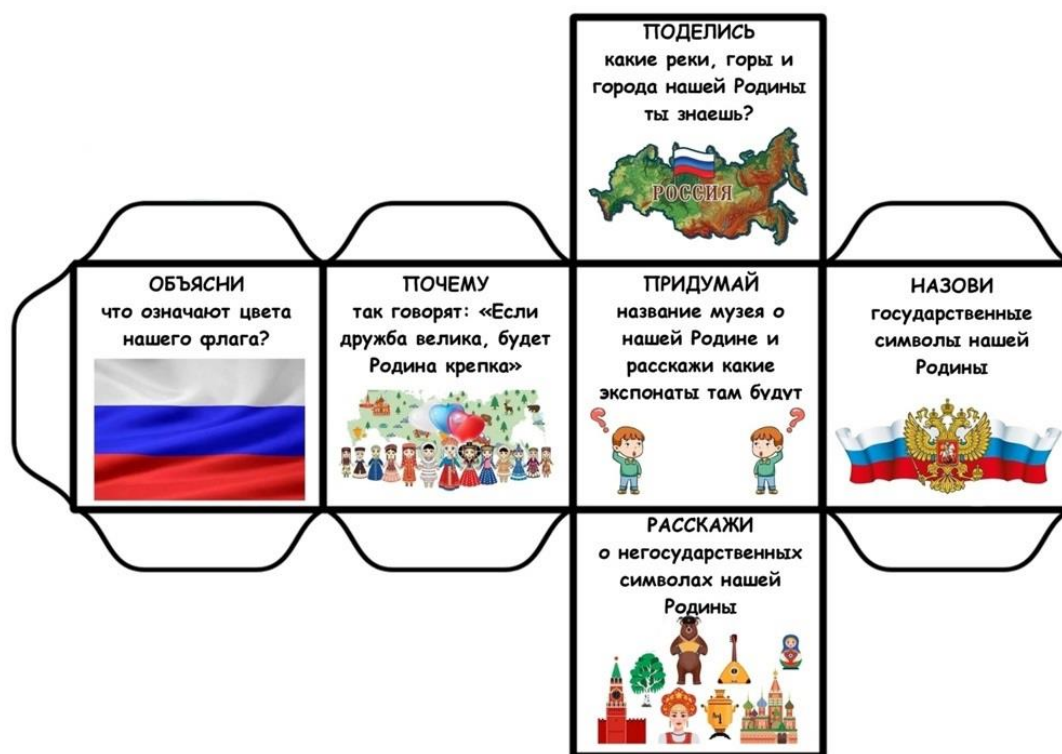 ПОДЕЛИСЬ
какие реки, горы и
города нашей Родины
ты знаешь?
РОССИЯ
ОБЪЯСНИ
что означают цвета
нашего флага?
ПОЧЕМУ
так говорят: «Если
дружба велика, будет
Родина крепка»
ПРИДУМАЙ
название музея о
нашей Родине и
расскажи какие
экспонаты там будут
НАЗОВИ
государственные
символы нашей
Родины
РАССКАЖИ
о негосударственных
символах нашей
Родины